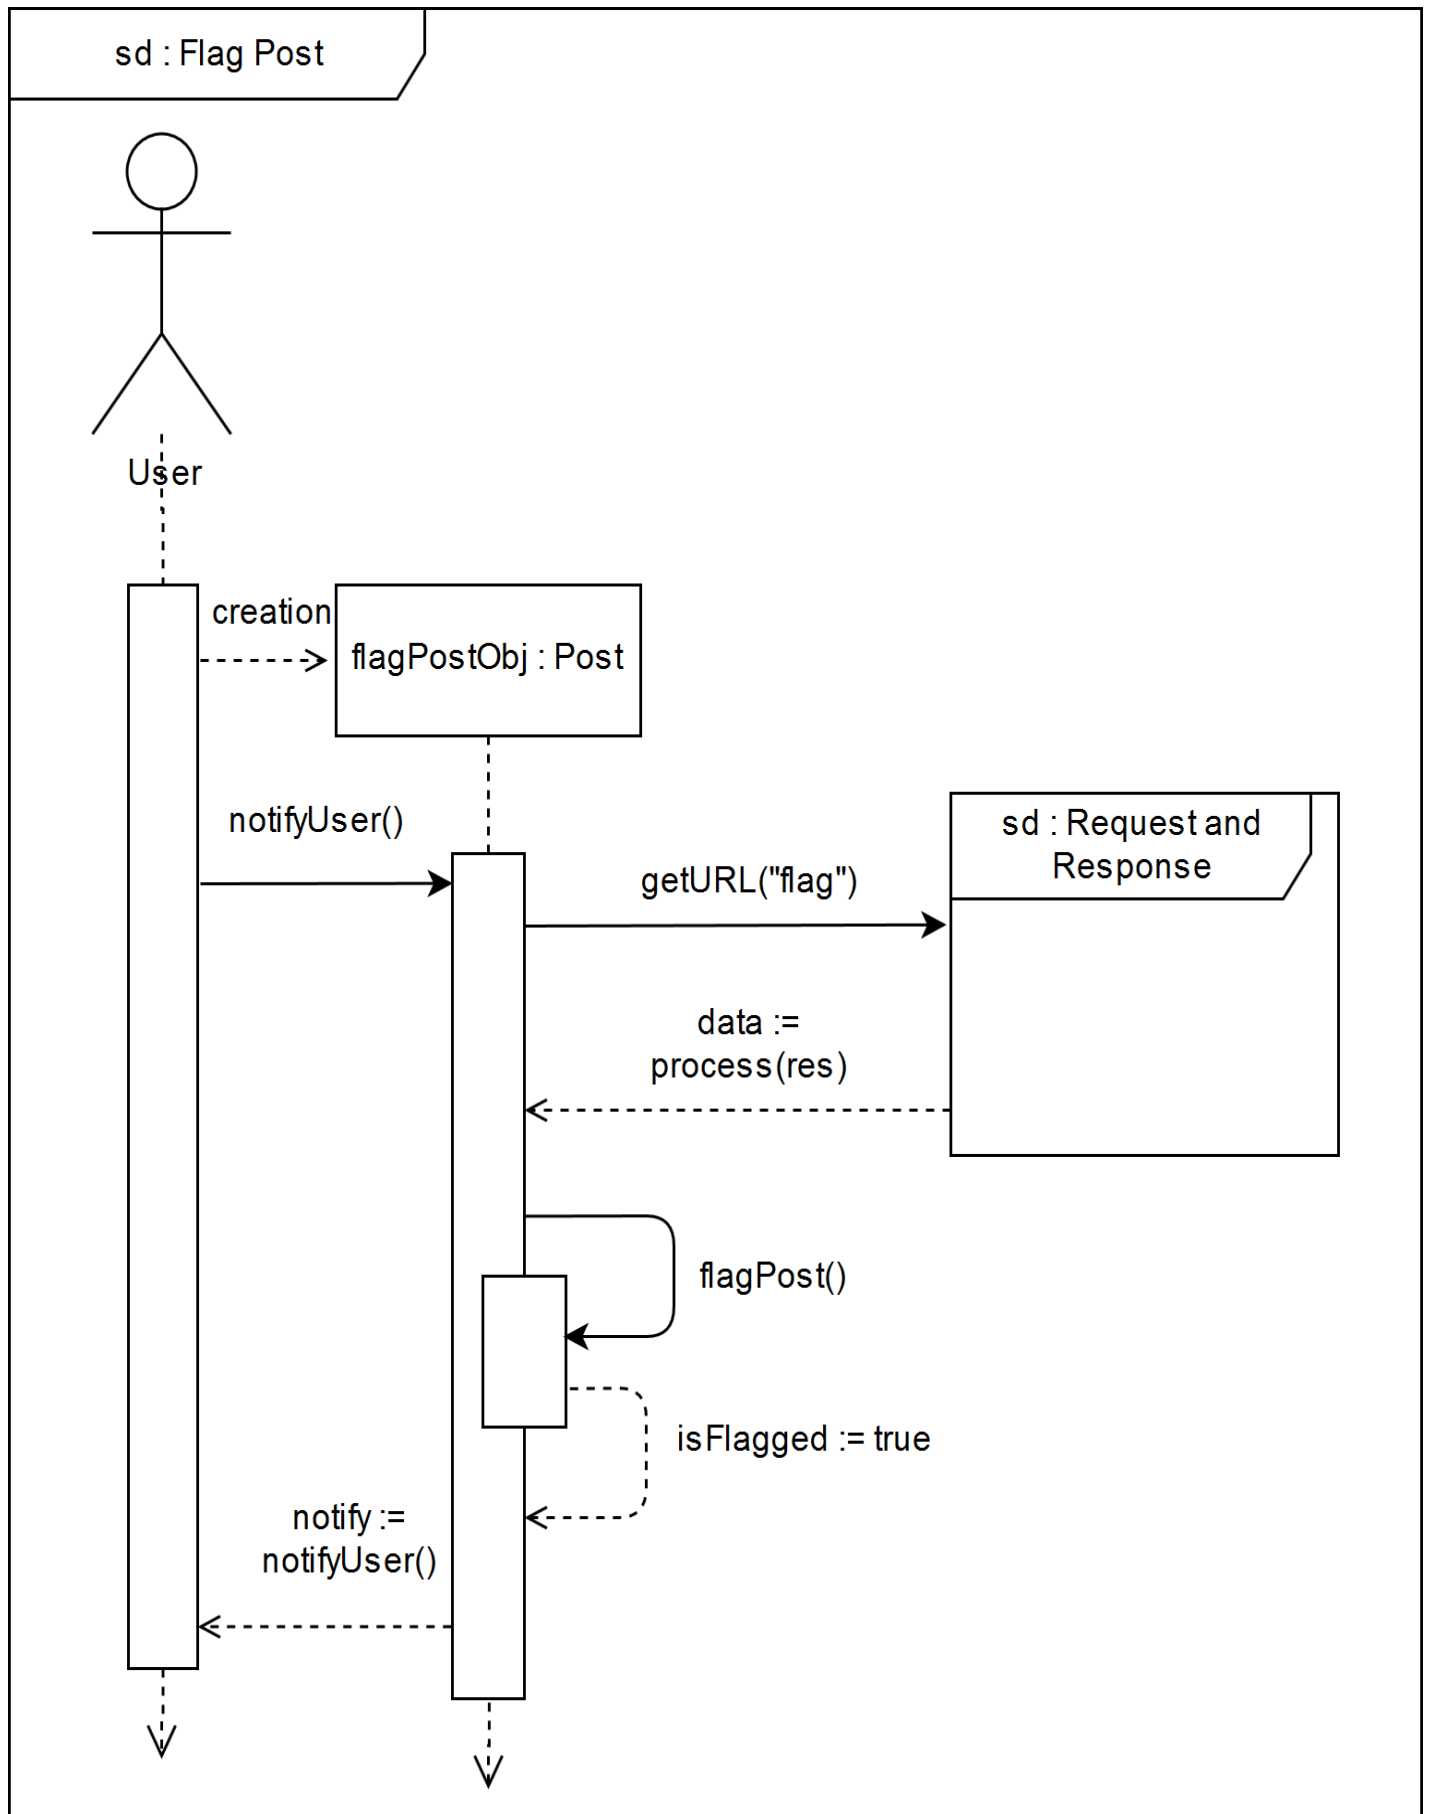 sd : Flag Post
User
creation
flagPostObj : Post
notifyUser()
sd : Request and
Response
getURL("flag")
data :=
process(res)
flagPost()
isFlagged := true
notify :=
notifyUser()